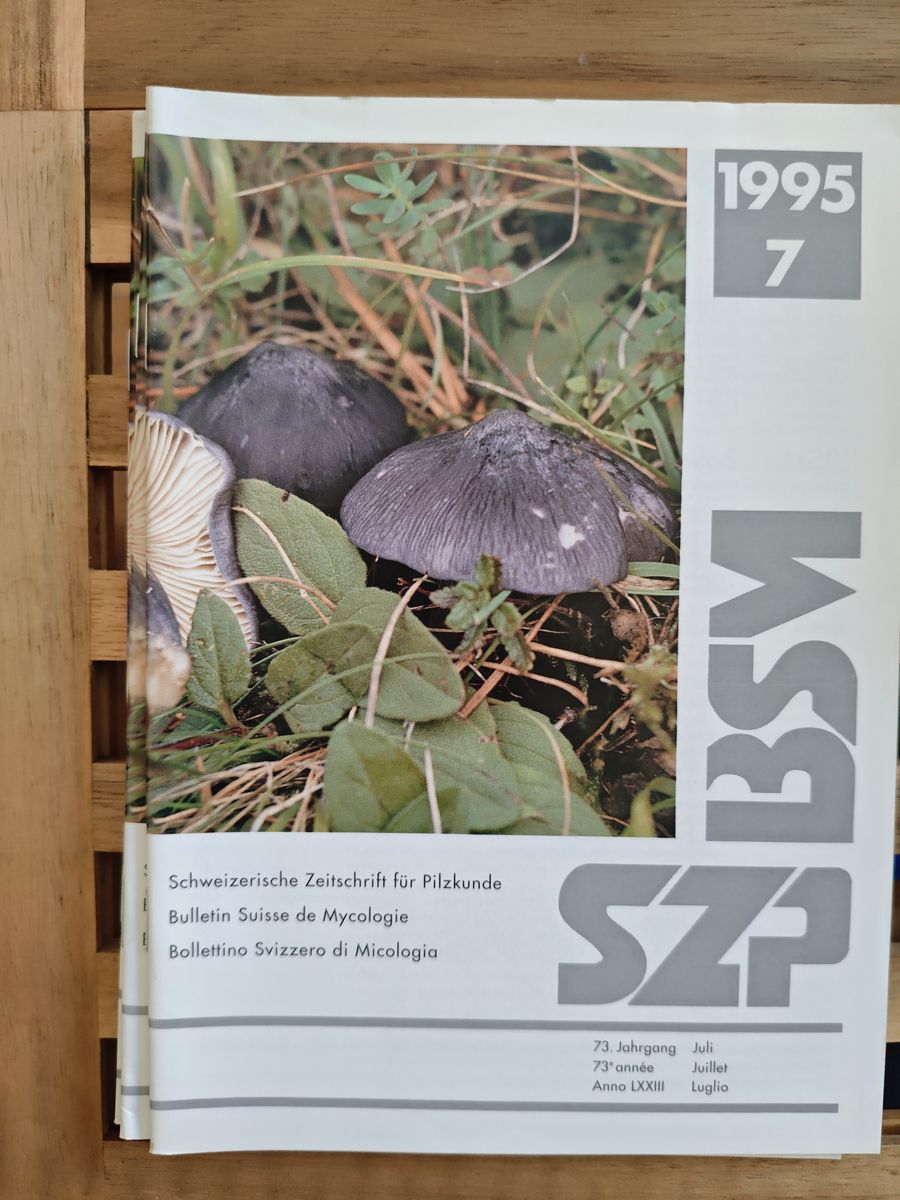 1995
7
BSM
SZP
Schweizerische Zeitschrift für Pilzkunde
Bulletin Suisse de Mycologie
Bollettino Svizzero di Micologia
73. Jahrgang Juli
73e année Juillet
Anno LXXIII Luglio